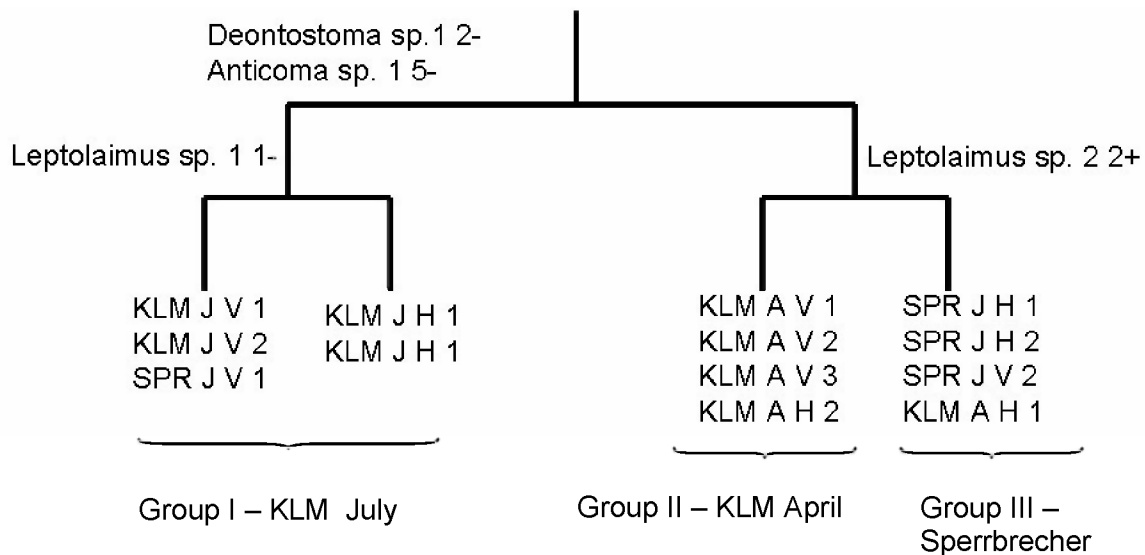 Deontostoma sp.1 2-
Anticoma sp. 1 5-
Leptolaimus sp. 1 1-
Leptolaimus sp. 2 2+
KLM J V 1
KLM J V 2
SPR J V 1
KLM J H 1
KLM J H 1
KLM A V 1
KLM A V 2
KLM A V 3
KLM A H 2
SPR J H 1
SPR J H 2
SPR J V 2
KLM A H 1
Group I – KLM July
Group II – KLM April
Group III –
Sperrbrecher